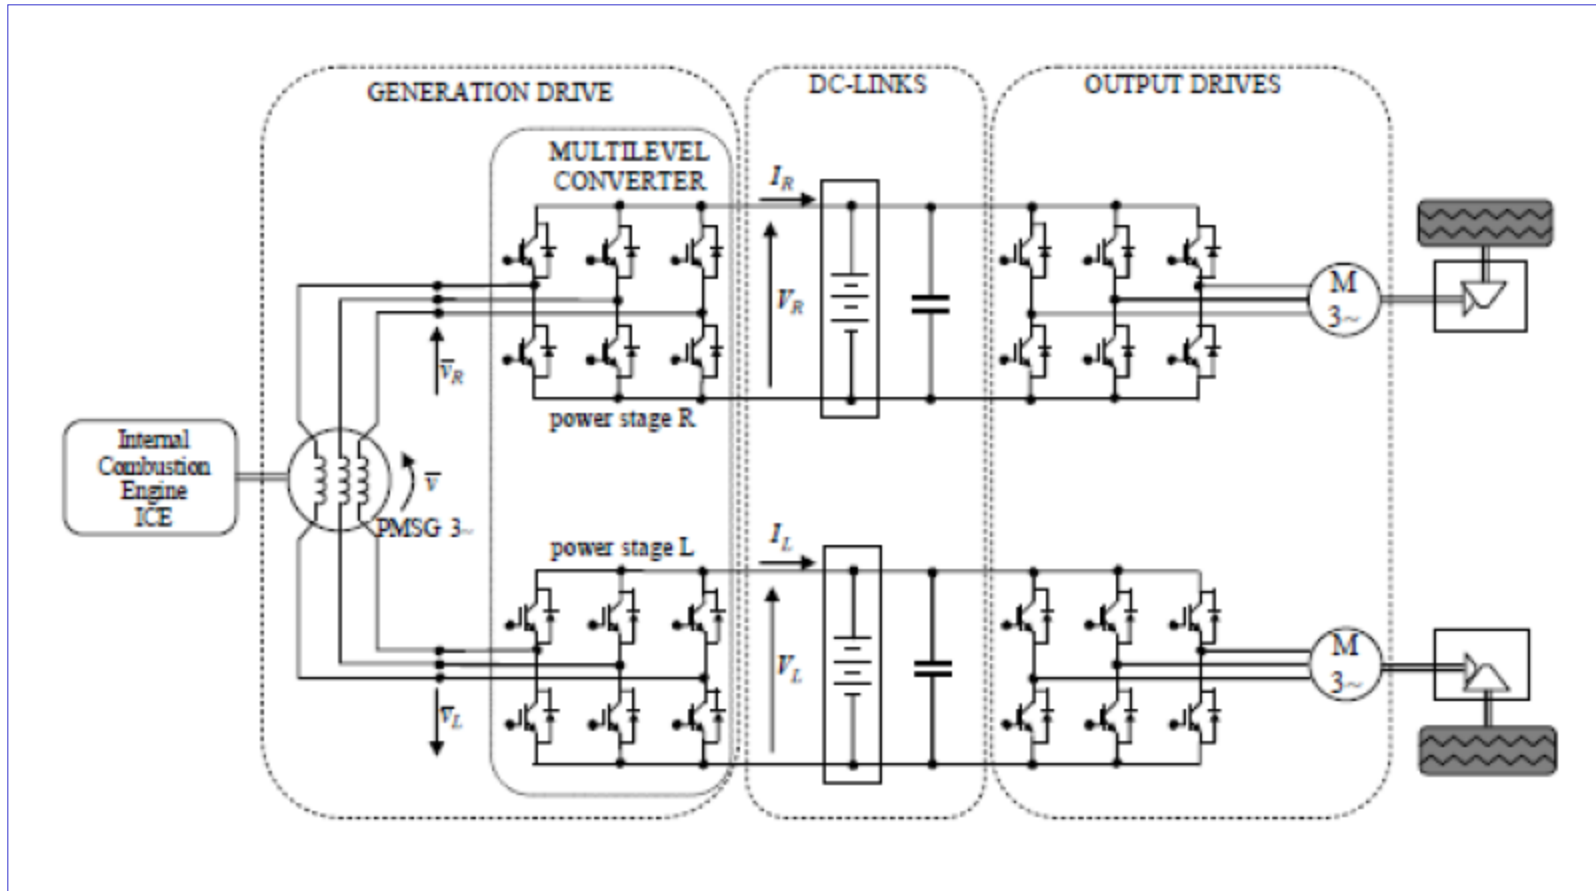 GENERATION DRIVE
DC-LINKS
OUTPUT DRIVES
MULTILEVEL
CONVERTER
I_R
V_R
v̅_R
power stage R
M
3~
Internal
Combustion
Engine
ICE
v̅
PMSG 3~
power stage L
I_L
V_L
v̅_L
M
3~